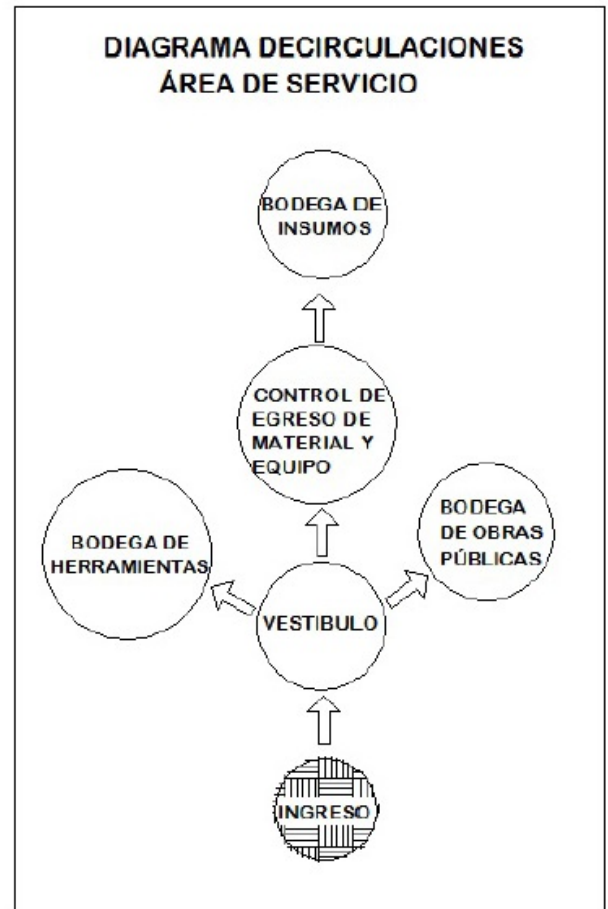 DIAGRAMA DECIRCULACIONES
ÁREA DE SERVICIO
BODEGA DE
INSUMOS
CONTROL DE
EGRESO DE
MATERIAL Y
EQUIPO
BODEGA DE
HERRAMIENTAS
BODEGA
DE OBRAS
PÚBLICAS
VESTIBULO
INGRESO